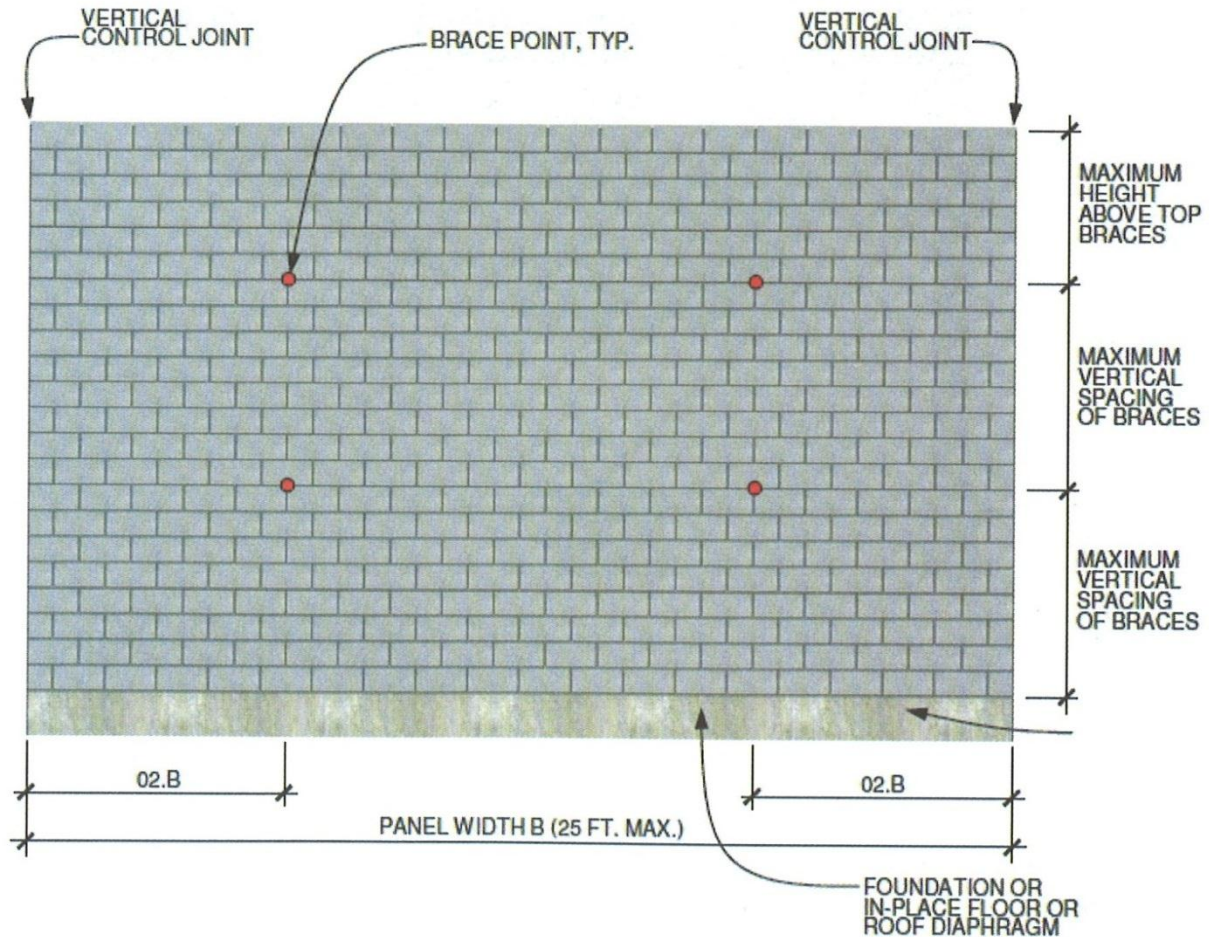 VERTICAL
CONTROL JOINT
BRACE POINT, TYP.
VERTICAL
CONTROL JOINT
MAXIMUM
HEIGHT
ABOVE TOP
BRACES
MAXIMUM
VERTICAL
SPACING
OF BRACES
MAXIMUM
VERTICAL
SPACING
OF BRACES
02.B
02.B
PANEL WIDTH B (25 FT. MAX.)
FOUNDATION OR
IN-PLACE FLOOR OR
ROOF DIAPHRAGM